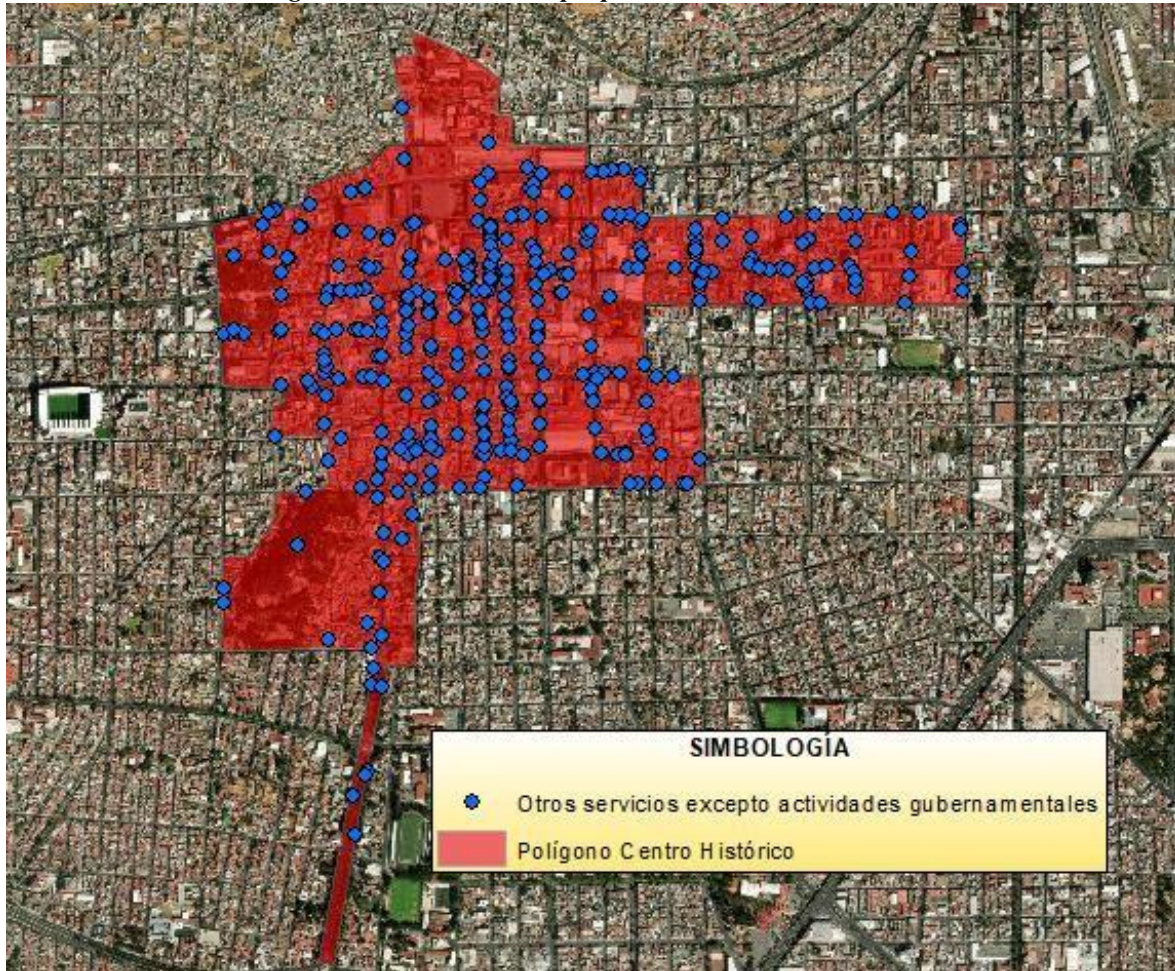 SIMBOLOGÍA
Otros servicios excepto actividades gubernamentales
Polígono Centro Histórico